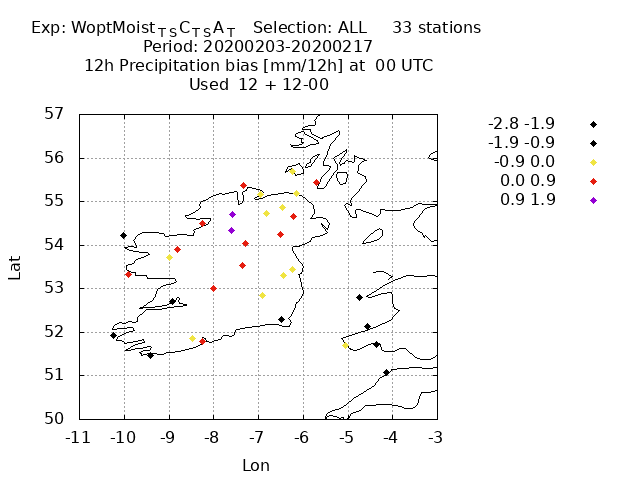 Exp: WoptMoist_TSC_TSA_T   Selection: ALL     33 stations
Period: 20200203-20200217
12h Precipitation bias [mm/12h] at  00 UTC
Used  12 + 12-00
-2.8 -1.9
-1.9 -0.9
-0.9 0.0
0.0 0.9
0.9 1.9
57
56
55
54
53
52
51
50
Lat
-11 -10 -9 -8 -7 -6 -5 -4 -3
Lon